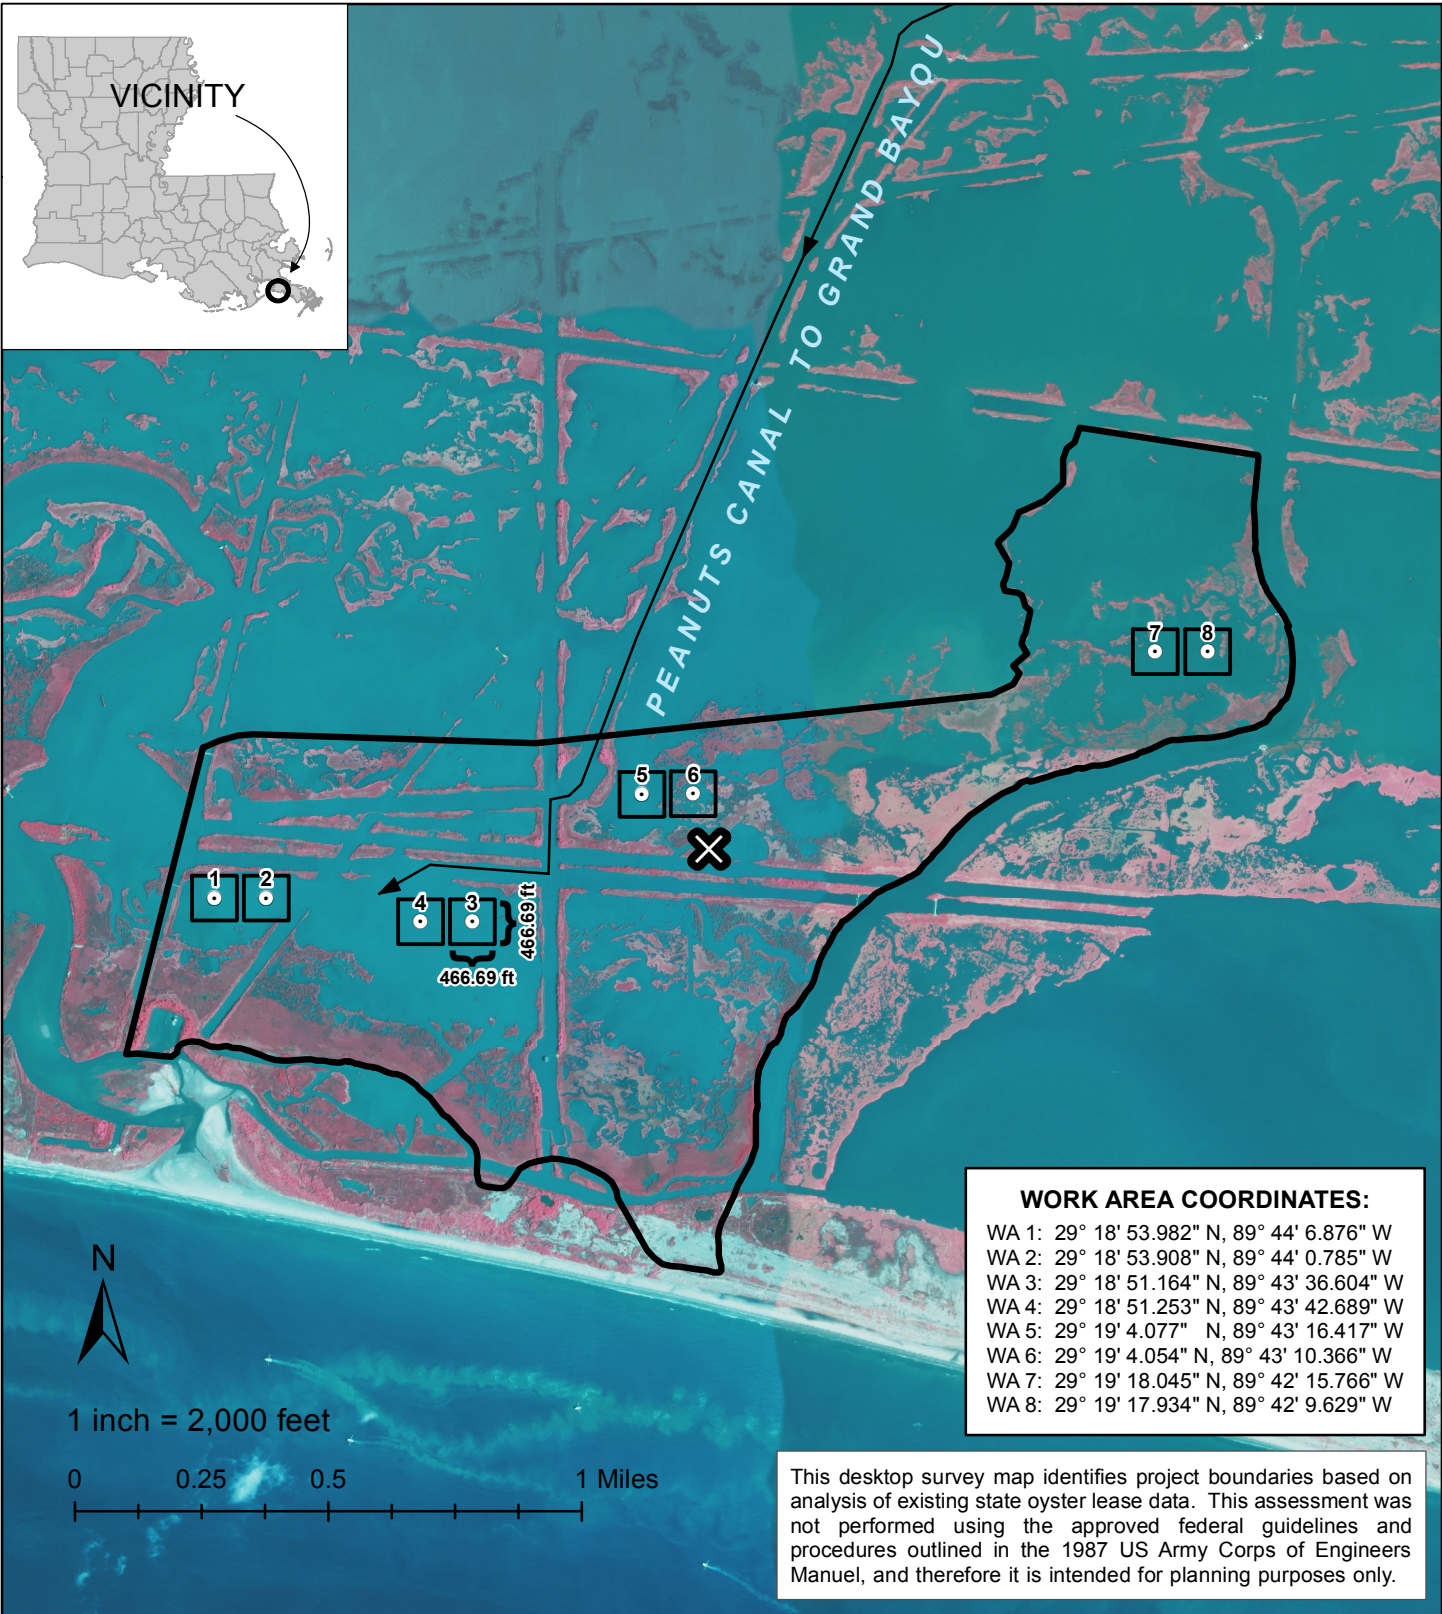 VICINITY
PEANUTS CANAL TO GRAND BAYOU
7
8
5
6
1
2
4
3
466.69 ft
466.69 ft
N
1 inch = 2,000 feet
0 0.25 0.5 1 Miles
WORK AREA COORDINATES:
WA 1: 29° 18' 53.982" N, 89° 44' 6.876" W
WA 2: 29° 18' 53.908" N, 89° 44' 0.785" W
WA 3: 29° 18' 51.164" N, 89° 43' 36.604" W
WA 4: 29° 18' 51.253" N, 89° 43' 42.689" W
WA 5: 29° 19' 4.077" N, 89° 43' 16.417" W
WA 6: 29° 19' 4.054" N, 89° 43' 10.366" W
WA 7: 29° 19' 18.045" N, 89° 42' 15.766" W
WA 8: 29° 19' 17.934" N, 89° 42' 9.629" W
This desktop survey map identifies project boundaries based on
analysis of existing state oyster lease data. This assessment was
not performed using the approved federal guidelines and
procedures outlined in the 1987 US Army Corps of Engineers
Manuel, and therefore it is intended for planning purposes only.